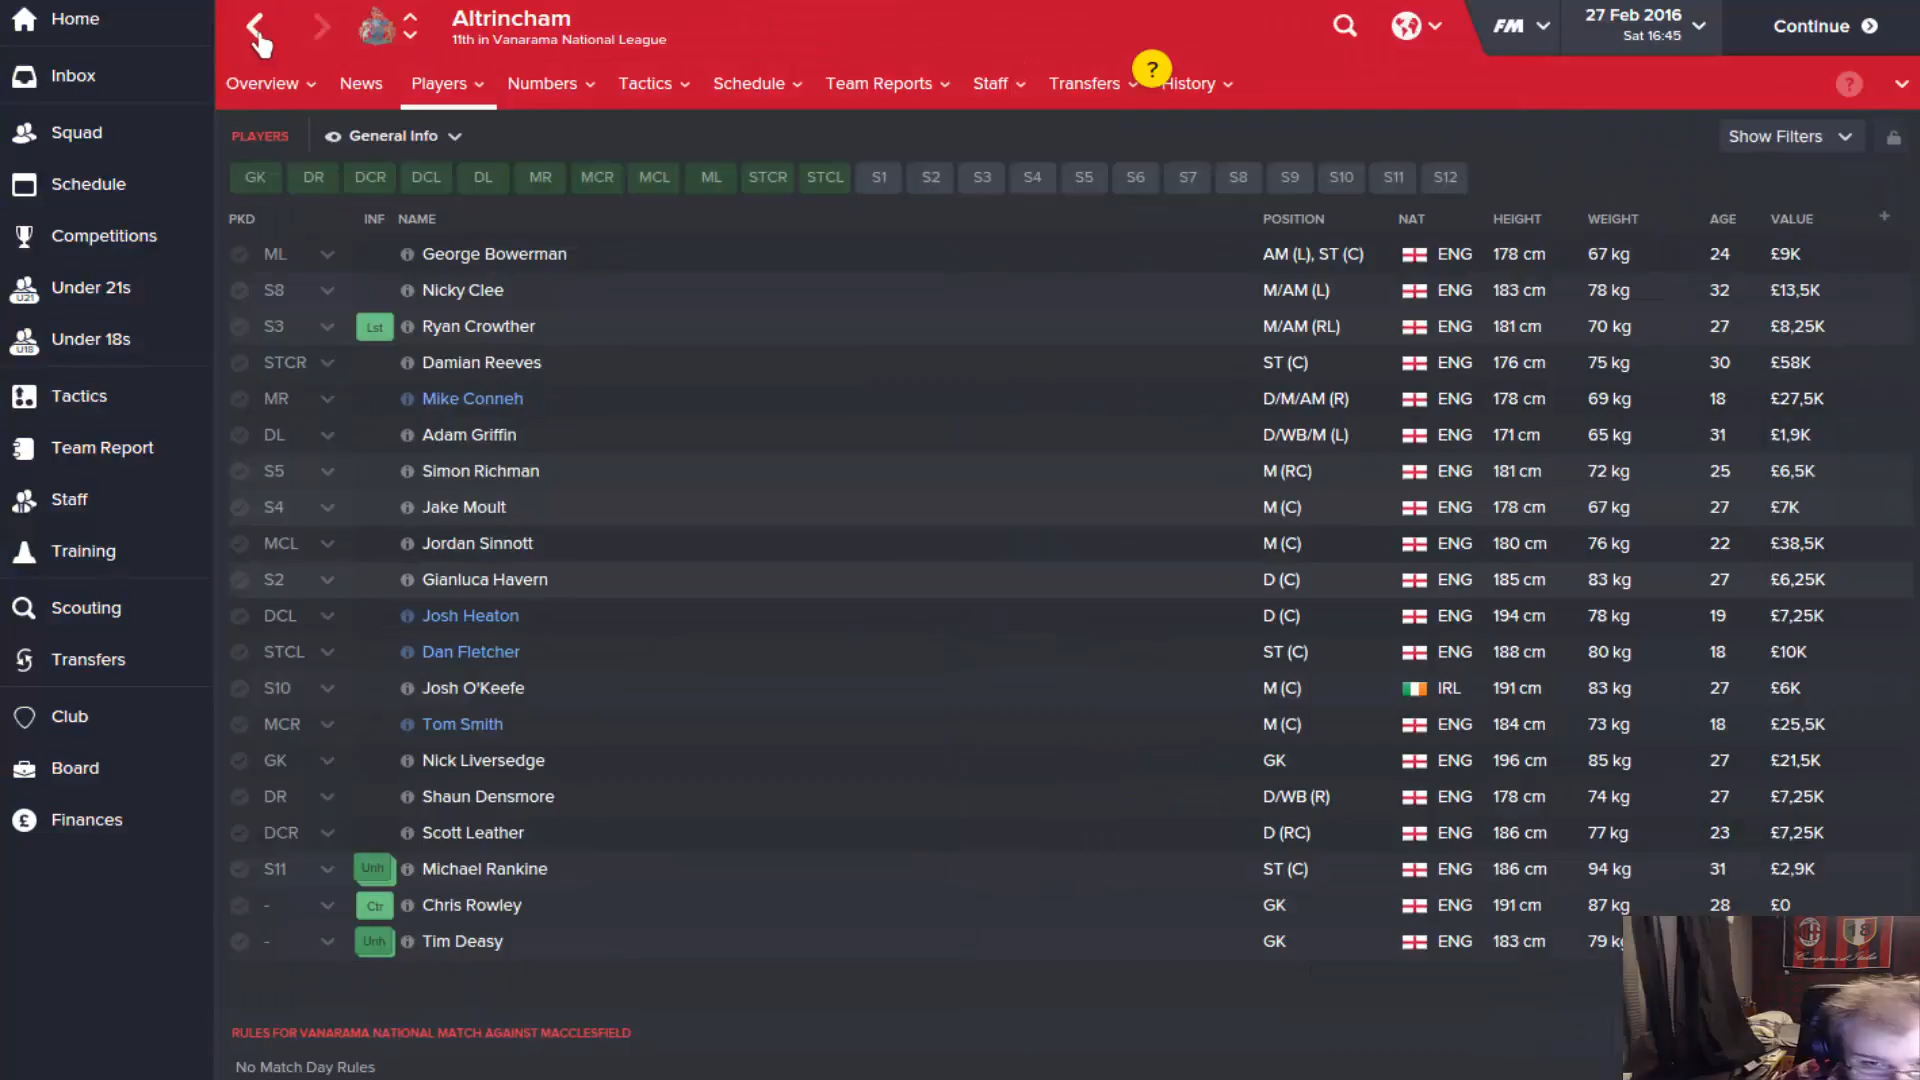 Home
Inbox
Squad
Schedule
Competitions
U21 Under 21s
U18 Under 18s
Tactics
Team Report
Staff
Training
Scouting
Transfers
Club
Board
£ Finances
Altrincham
11th in Vanarama National League
FM
27 Feb 2016
Sat 16:45
Continue
Overview News Players Numbers Tactics Schedule Team Reports Staff Transfers ? History ?
PLAYERS General Info Show Filters
GK DR DCR DCL DL MR MCR MCL ML STCR STCL S1 S2 S3 S4 S5 S6 S7 S8 S9 S10 S11 S12
PKD INF NAME POSITION NAT HEIGHT WEIGHT AGE VALUE +
ML George Bowerman AM (L), ST (C) ENG 178 cm 67 kg 24 £9K
S8 Nicky Clee M/AM (L) ENG 183 cm 78 kg 32 £13,5K
S3 Lst Ryan Crowther M/AM (RL) ENG 181 cm 70 kg 27 £8,25K
STCR Damian Reeves ST (C) ENG 176 cm 75 kg 30 £58K
MR Mike Conneh D/M/AM (R) ENG 178 cm 69 kg 18 £27,5K
DL Adam Griffin D/WB/M (L) ENG 171 cm 65 kg 31 £1,9K
S5 Simon Richman M (RC) ENG 181 cm 72 kg 25 £6,5K
S4 Jake Moult M (C) ENG 178 cm 67 kg 27 £7K
MCL Jordan Sinnott M (C) ENG 180 cm 76 kg 22 £38,5K
S2 Gianluca Havern D (C) ENG 185 cm 83 kg 27 £6,25K
DCL Josh Heaton D (C) ENG 194 cm 78 kg 19 £7,25K
STCL Dan Fletcher ST (C) ENG 188 cm 80 kg 18 £10K
S10 Josh O'Keefe M (C) IRL 191 cm 83 kg 27 £6K
MCR Tom Smith M (C) ENG 184 cm 73 kg 18 £25,5K
GK Nick Liversedge GK ENG 196 cm 85 kg 27 £21,5K
DR Shaun Densmore D/WB (R) ENG 178 cm 74 kg 27 £7,25K
DCR Scott Leather D (RC) ENG 186 cm 77 kg 23 £7,25K
S11 Unh Michael Rankine ST (C) ENG 186 cm 94 kg 31 £2,9K
- Ctr Chris Rowley GK ENG 191 cm 87 kg 28 £0
- Unh Tim Deasy GK ENG 183 cm 79 kg
RULES FOR VANARAMA NATIONAL MATCH AGAINST MACCLESFIELD
No Match Day Rules
18